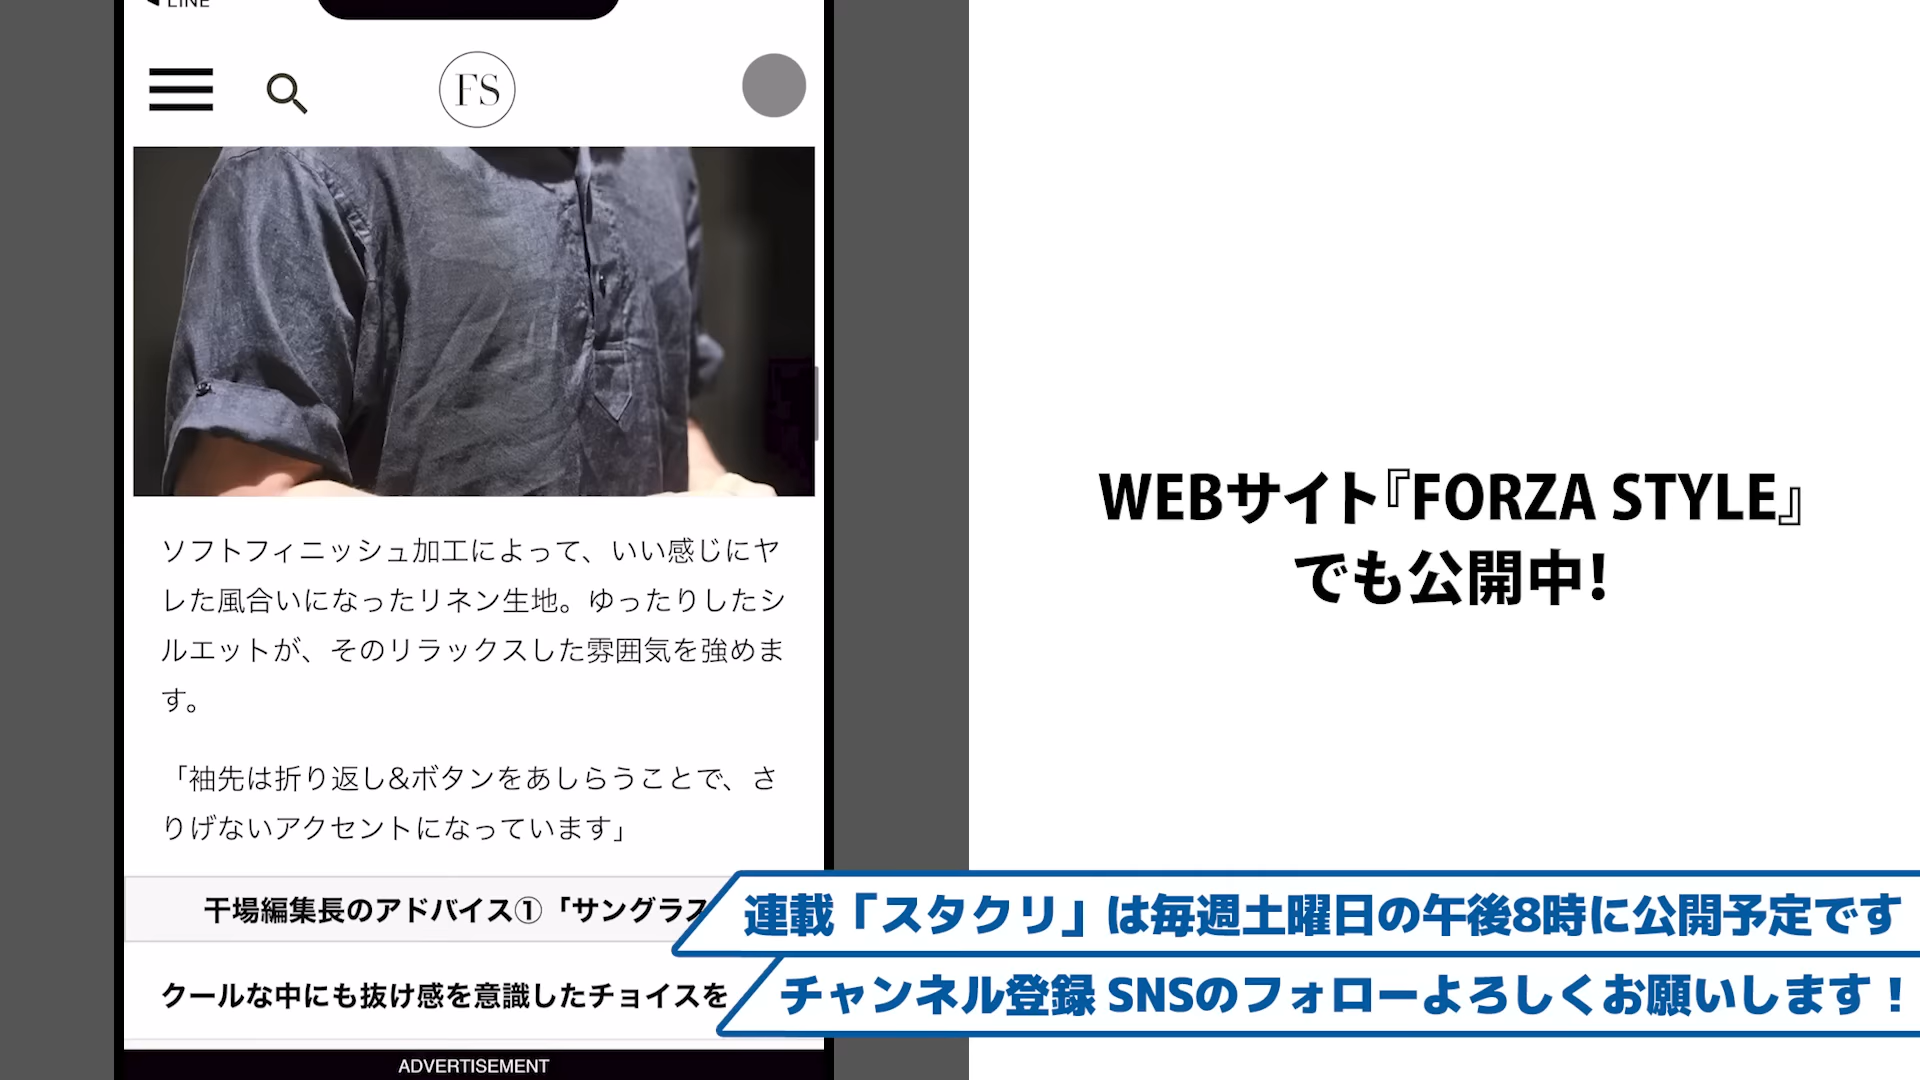 ◀ LINE
FS
ソフトフィニッシュ加工によって、いい感じにヤ
レた風合いになったリネン生地。ゆったりしたシ
ルエットが、そのリラックスした雰囲気を強めま
す。
「袖先は折り返し&ボタンをあしらうことで、さ
りげないアクセントになっています」
干場編集長のアドバイス①「サングラス
クールな中にも抜け感を意識したチョイスを
ADVERTISEMENT
WEBサイト『FORZA STYLE』
でも公開中!
連載「スタクリ」は毎週土曜日の午後8時に公開予定です
チャンネル登録 SNSのフォローよろしくお願いします！